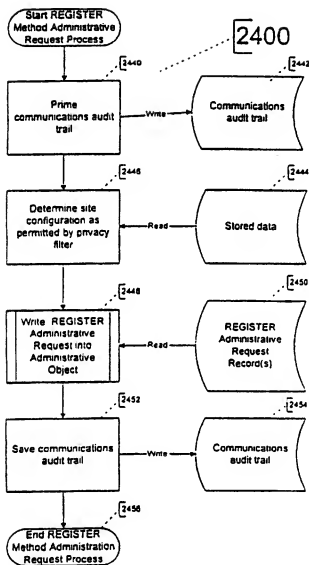 Start REGISTER
Method Administrative
Request Process
2400
2440
2442
Prime
communications audit
trail
Write
Communications
audit trail
2446
2444
Determine site
configuration as
permitted by privacy
filter
Read
Stored data
2448
2450
Write REGISTER
Administrative
Request into
Administrative
Object
Read
REGISTER
Administrative
Request
Record(s)
2452
2454
Save communications
audit trail
Write
Communications
audit trail
2456
End REGISTER
Method Administration
Request Process